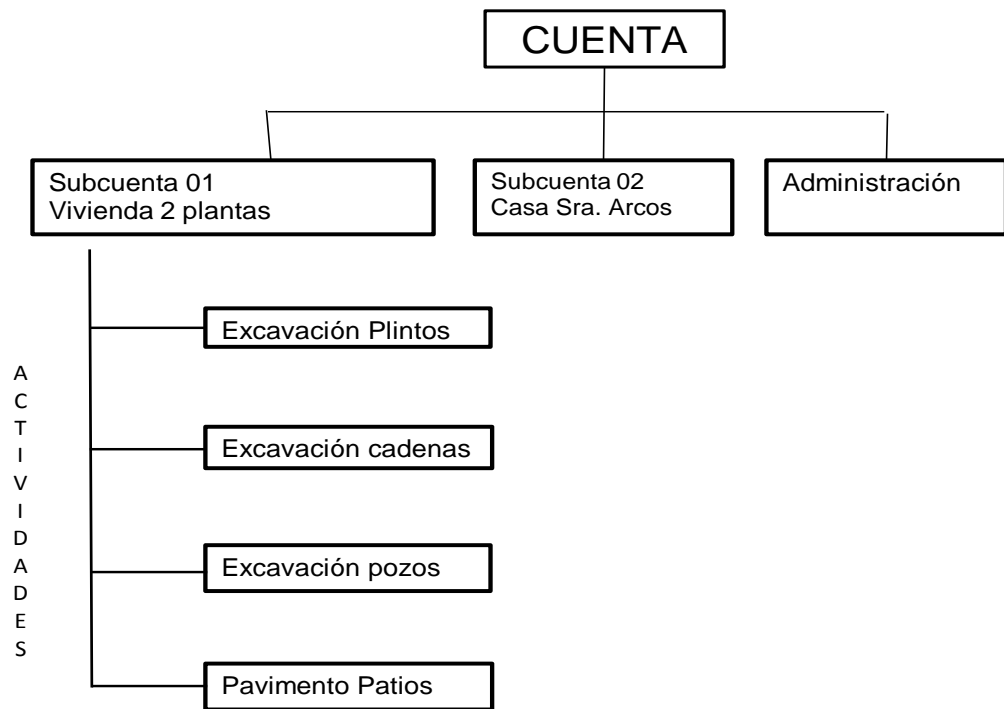 CUENTA
Subcuenta 01
Vivienda 2 plantas
Subcuenta 02
Casa Sra. Arcos
Administración
ACTIVIDADES
Excavación Plintos
Excavación cadenas
Excavación pozos
Pavimento Patios